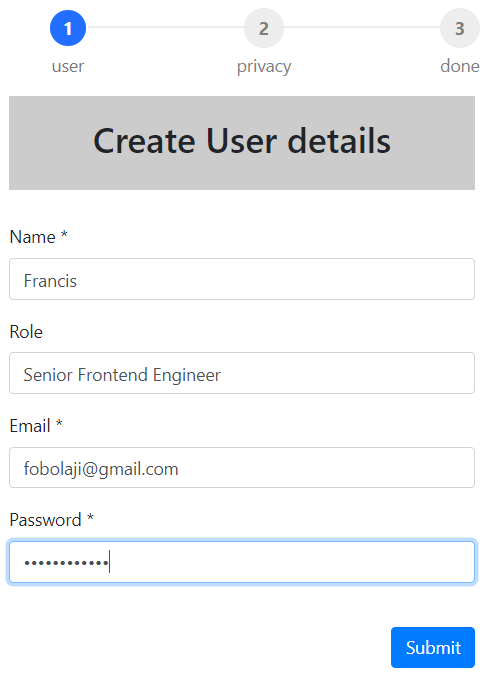 1 2 3
user privacy done
Create User details
Name *
Francis
Role
Senior Frontend Engineer
Email *
fobolaji@gmail.com
Password *
••••••••••••
Submit